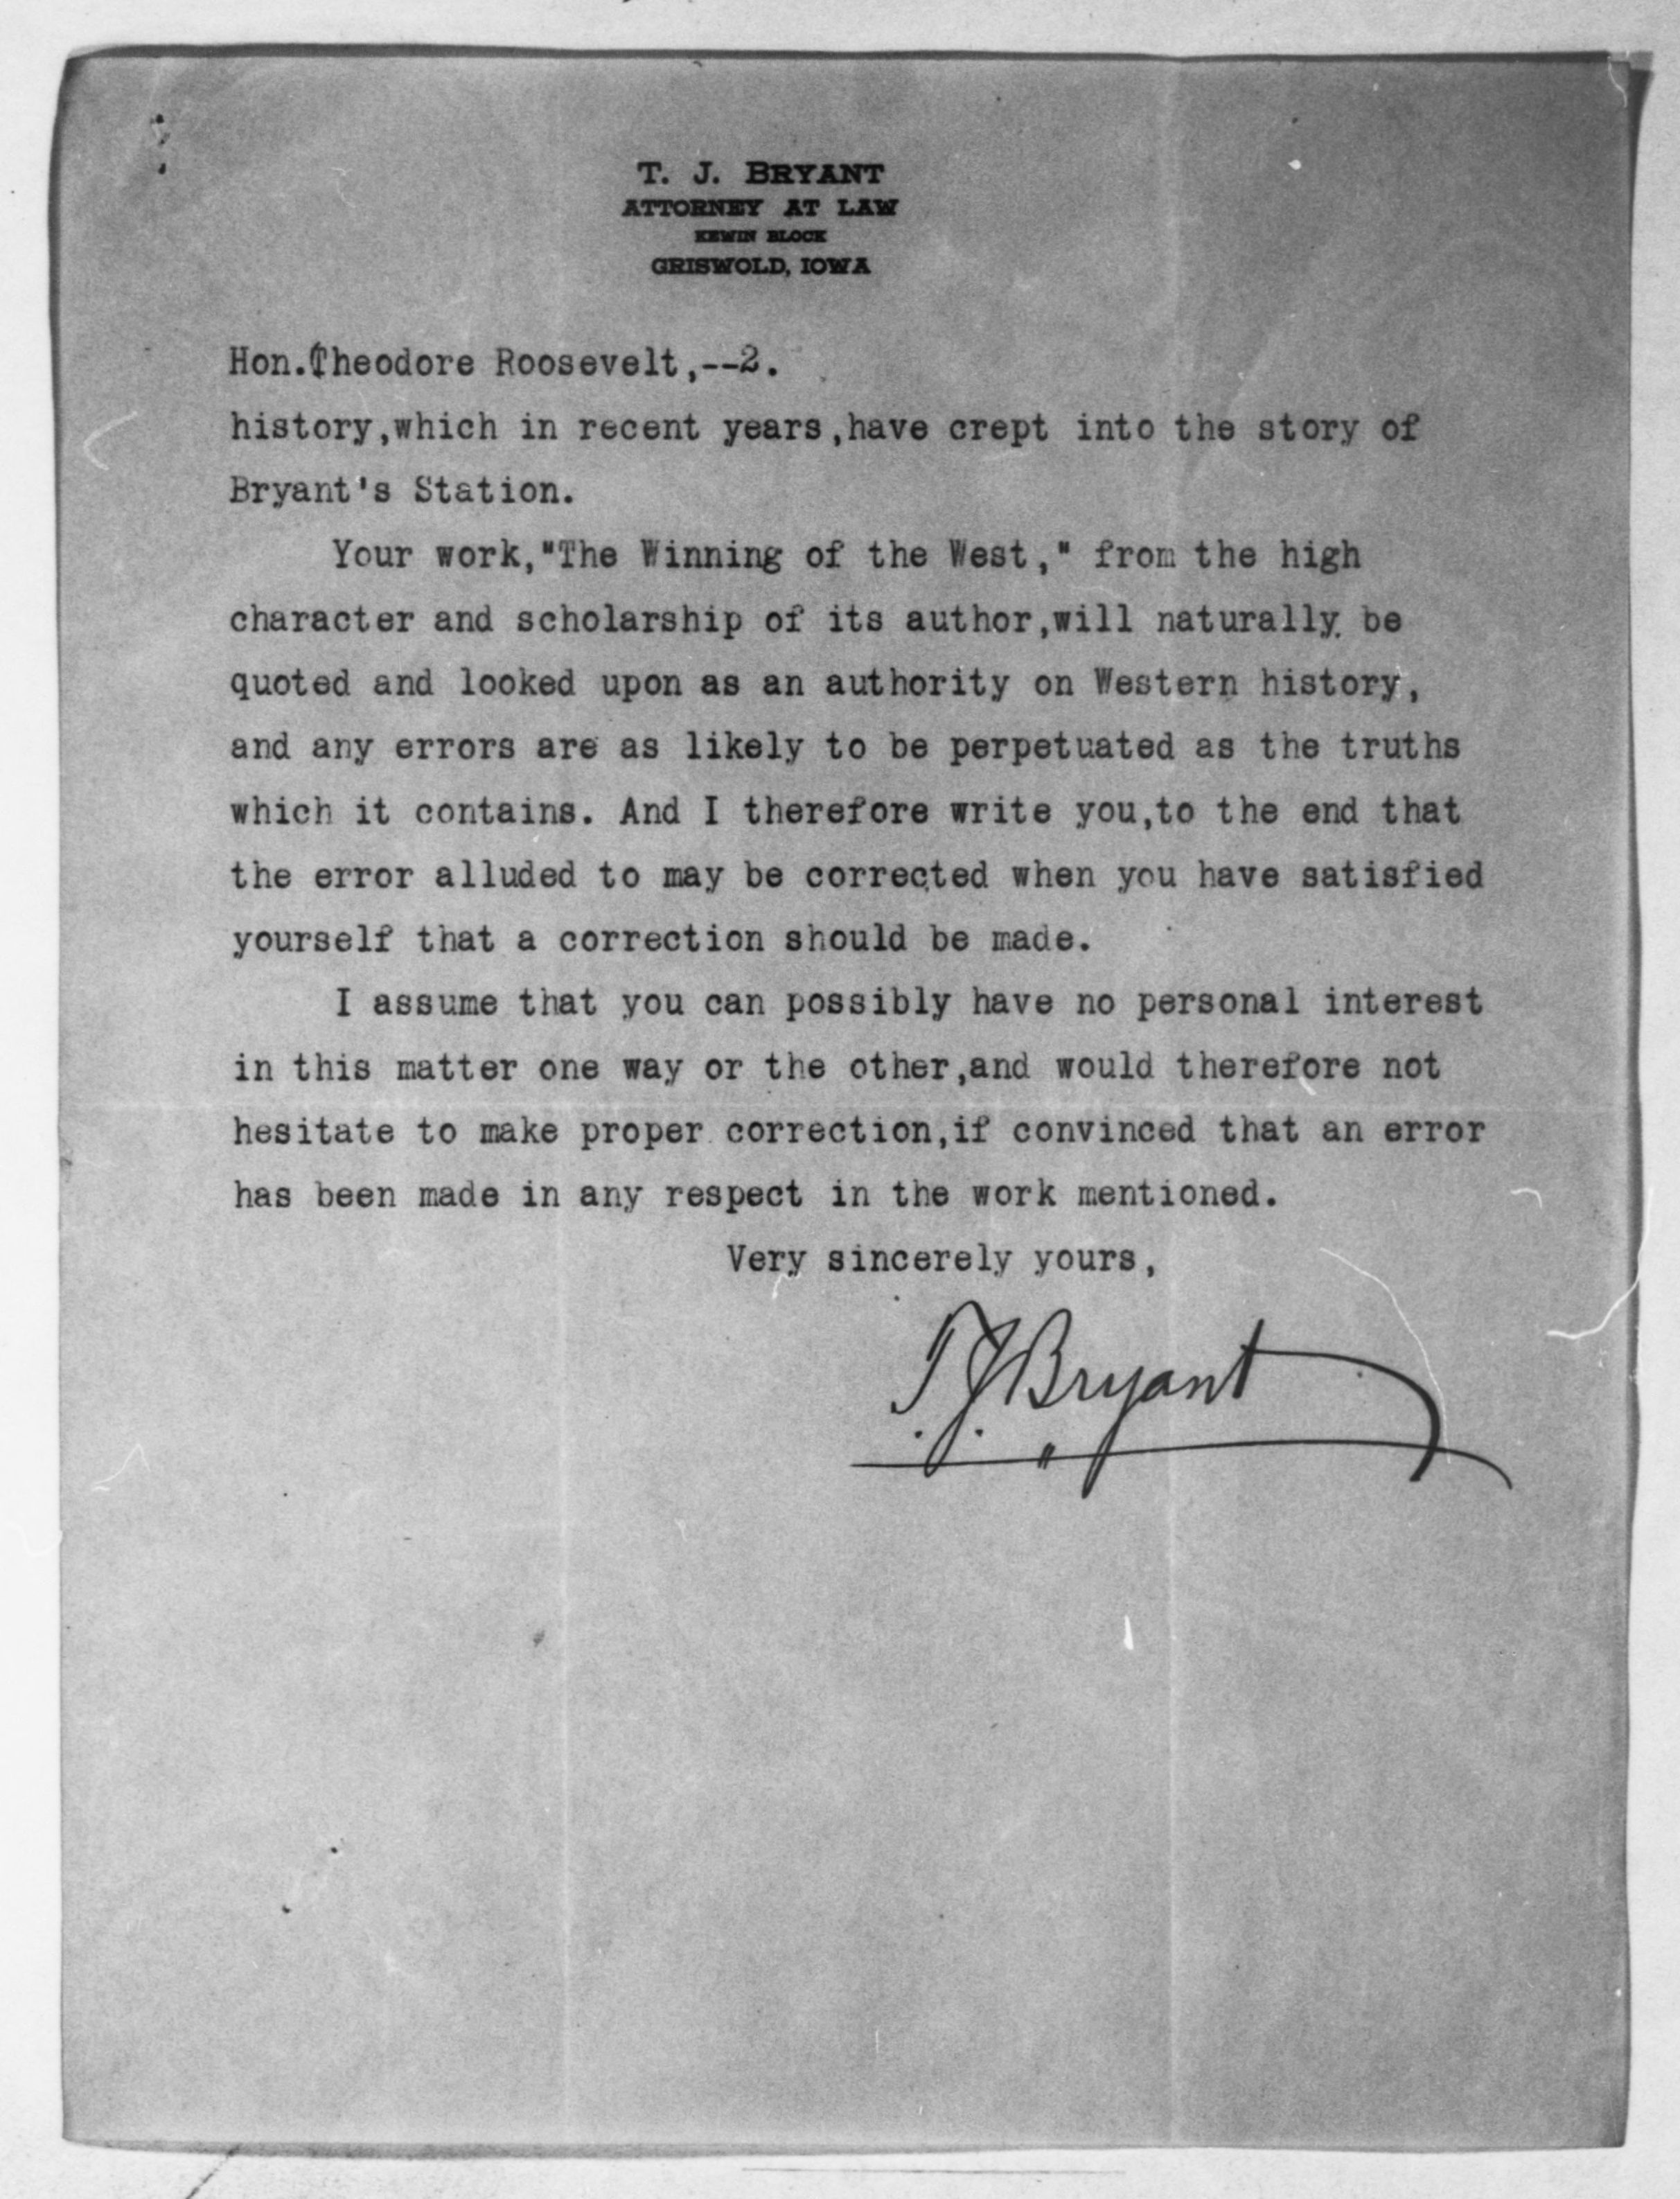 T. J. BRYANT
ATTORNEY AT LAW
KEWIN BLOCK
GRISWOLD, IOWA
Hon.Theodore Roosevelt,--2.
history,which in recent years,have crept into the story of
Bryant's Station.
Your work,"The Winning of the West," from the high
character and scholarship of its author,will naturally be
quoted and looked upon as an authority on Western history,
and any errors are as likely to be perpetuated as the truths
which it contains. And I therefore write you,to the end that
the error alluded to may be corrected when you have satisfied
yourself that a correction should be made.
I assume that you can possibly have no personal interest
in this matter one way or the other,and would therefore not
hesitate to make proper correction,if convinced that an error
has been made in any respect in the work mentioned.
Very sincerely yours,
T. J. Bryant